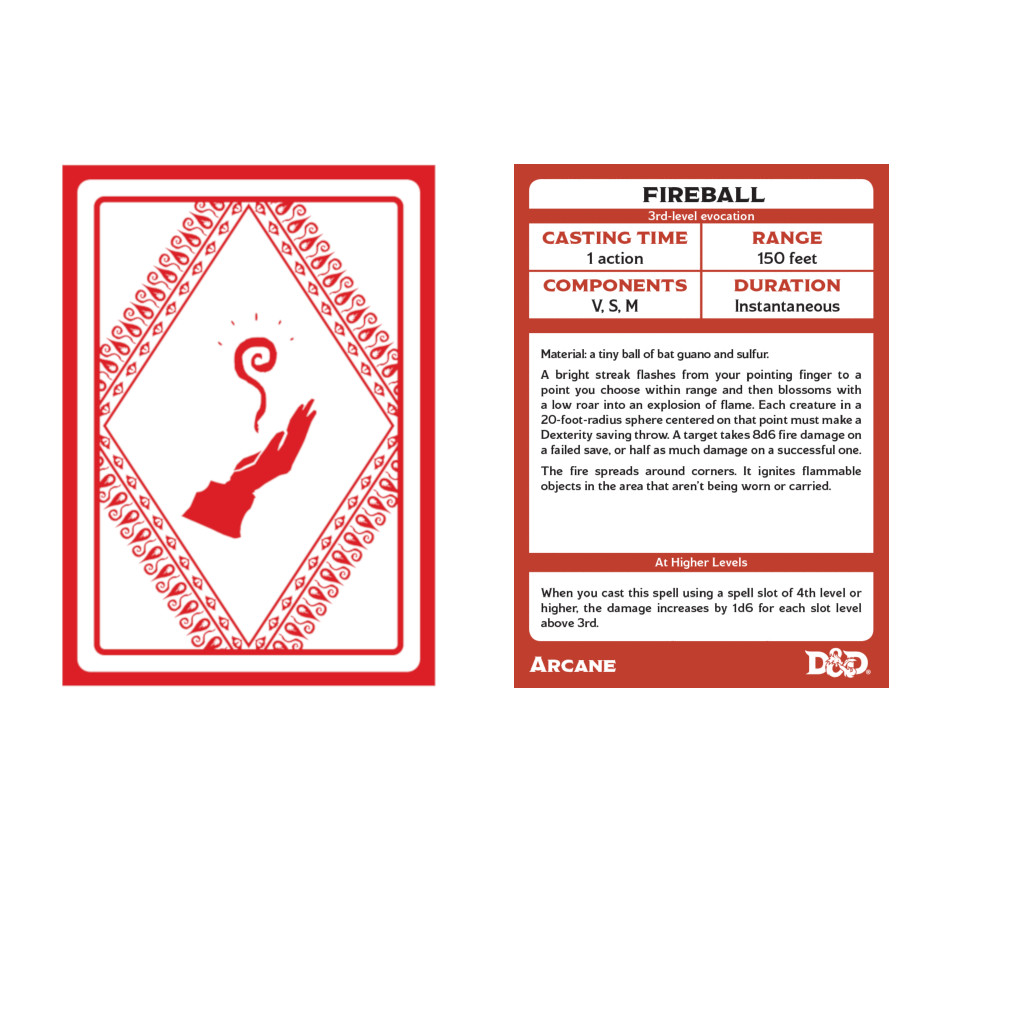 FIREBALL
3rd-level evocation
CASTING TIME
1 action
RANGE
150 feet
COMPONENTS
V, S, M
DURATION
Instantaneous
Material: a tiny ball of bat guano and sulfur.
A bright streak flashes from your pointing finger to a
point you choose within range and then blossoms with
a low roar into an explosion of flame. Each creature in a
20-foot-radius sphere centered on that point must make a
Dexterity saving throw. A target takes 8d6 fire damage on
a failed save, or half as much damage on a successful one.
The fire spreads around corners. It ignites flammable
objects in the area that aren't being worn or carried.
At Higher Levels
When you cast this spell using a spell slot of 4th level or
higher, the damage increases by 1d6 for each slot level
above 3rd.
ARCANE
D&D®